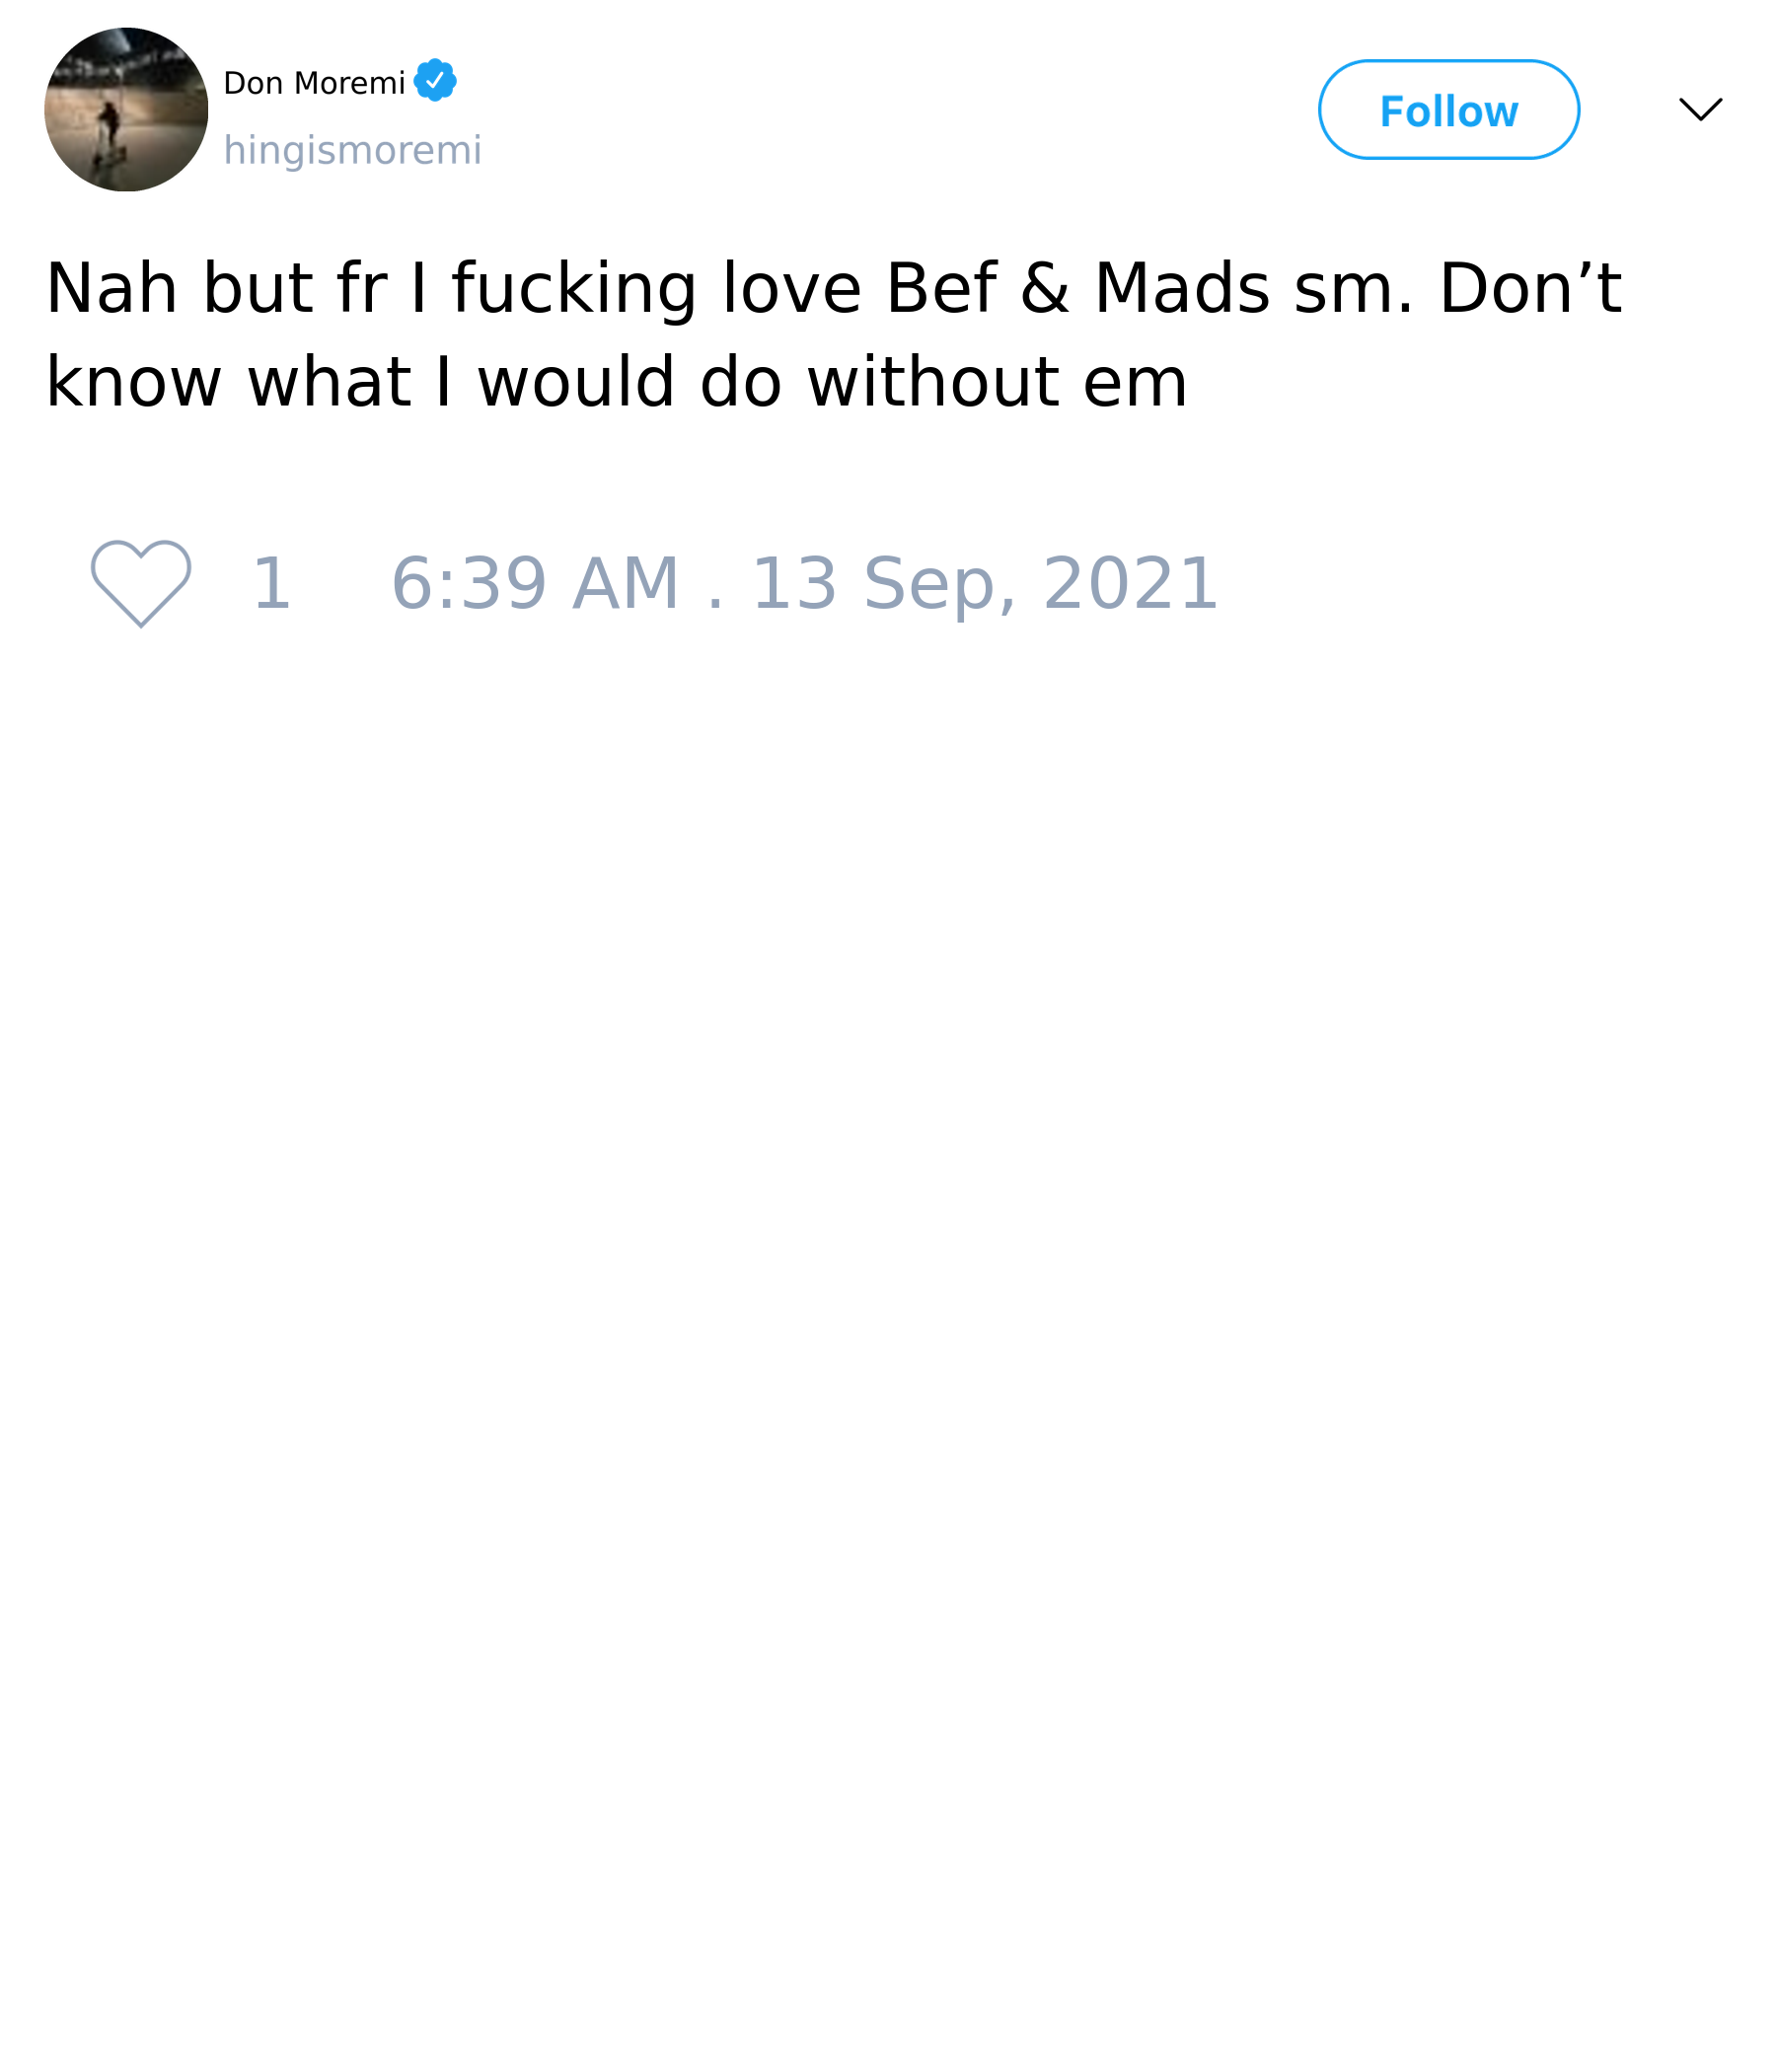 Don Moremi
hingismoremi
Follow
Nah but fr I fucking love Bef & Mads sm. Don’t
know what I would do without em
1 6:39 AM . 13 Sep, 2021